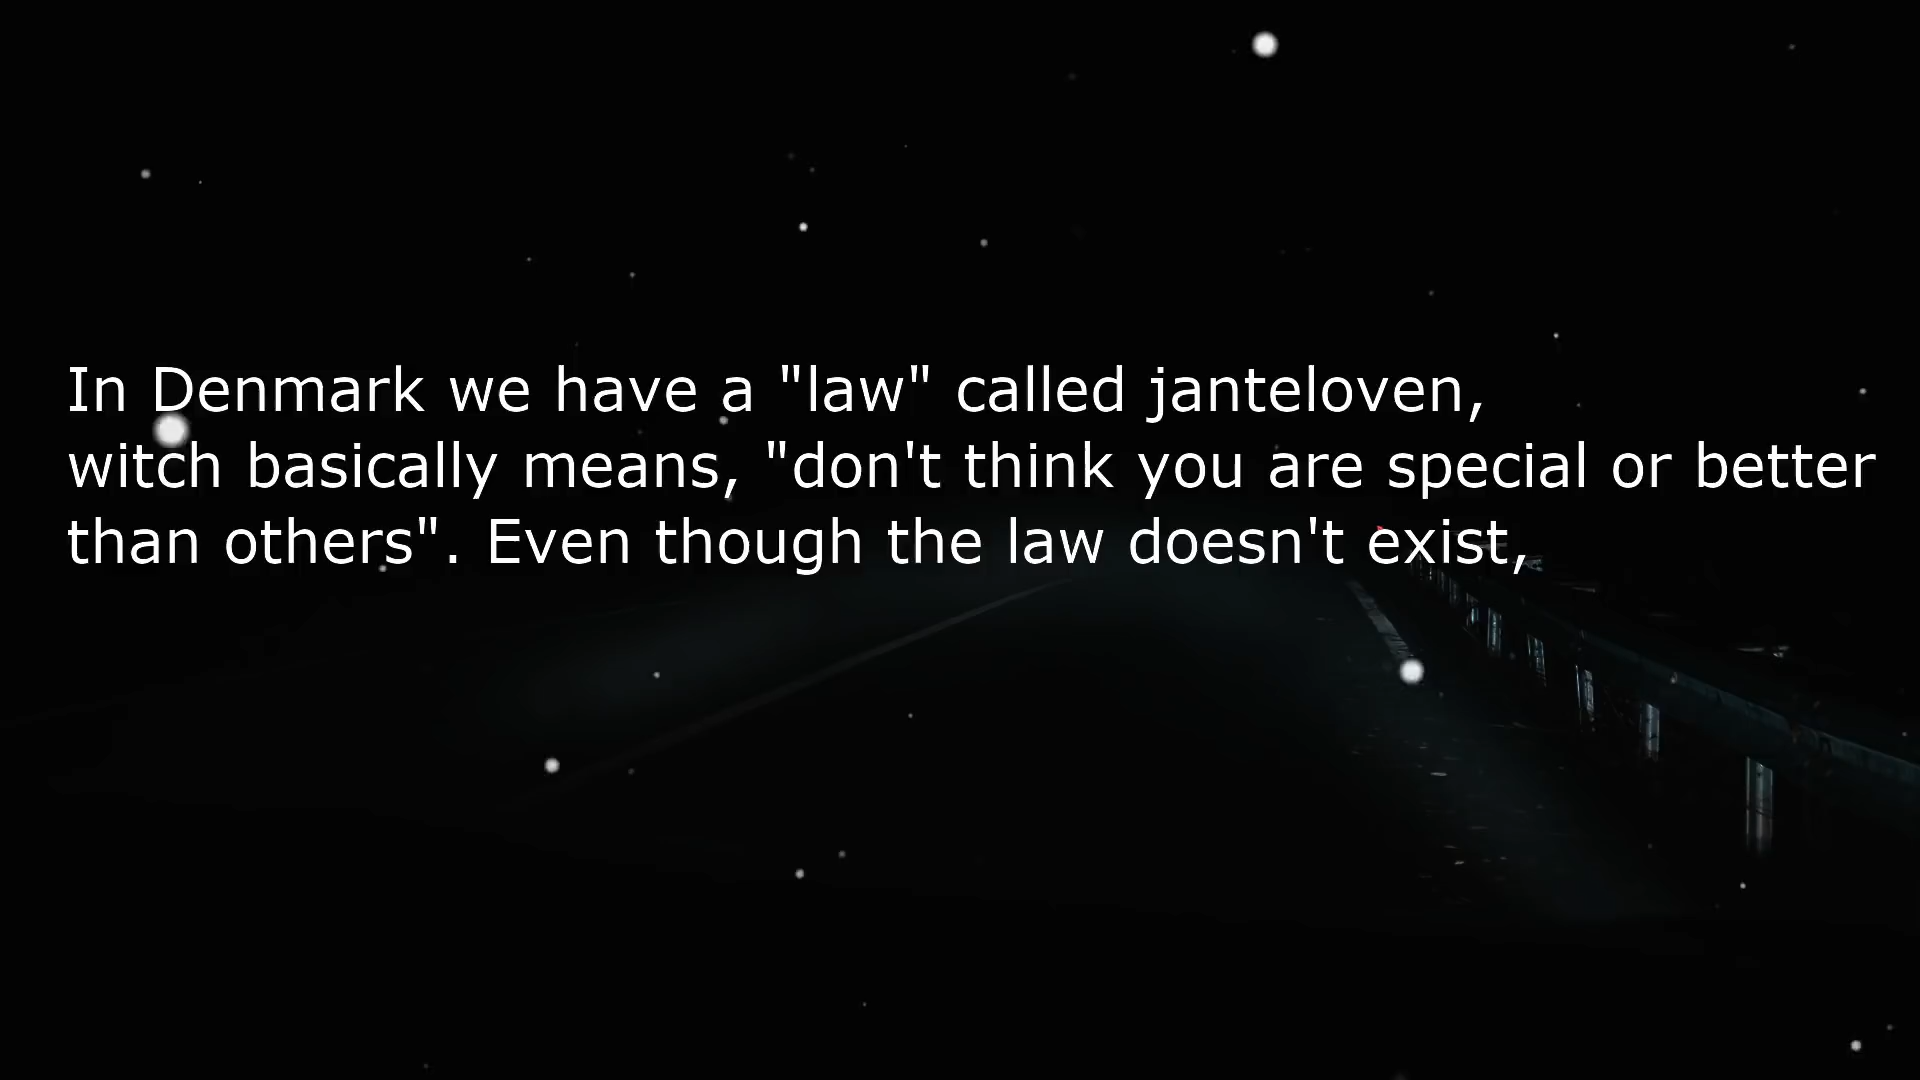 In Denmark we have a "law" called janteloven,
witch basically means, "don't think you are special or better
than others". Even though the law doesn't exist,